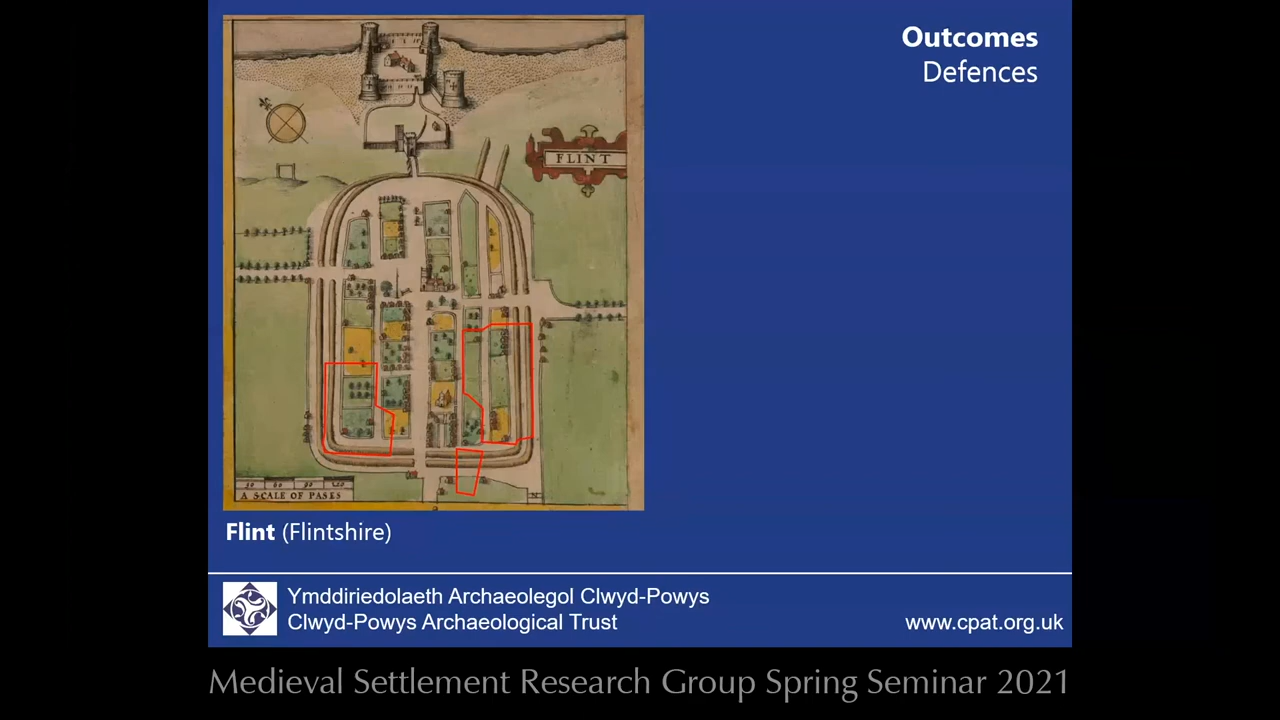 Outcomes
Defences
FLINT
A SCALE OF PASES
Flint (Flintshire)
Ymddiriedolaeth Archaeolegol Clwyd-Powys
Clwyd-Powys Archaeological Trust
www.cpat.org.uk
Medieval Settlement Research Group Spring Seminar 2021